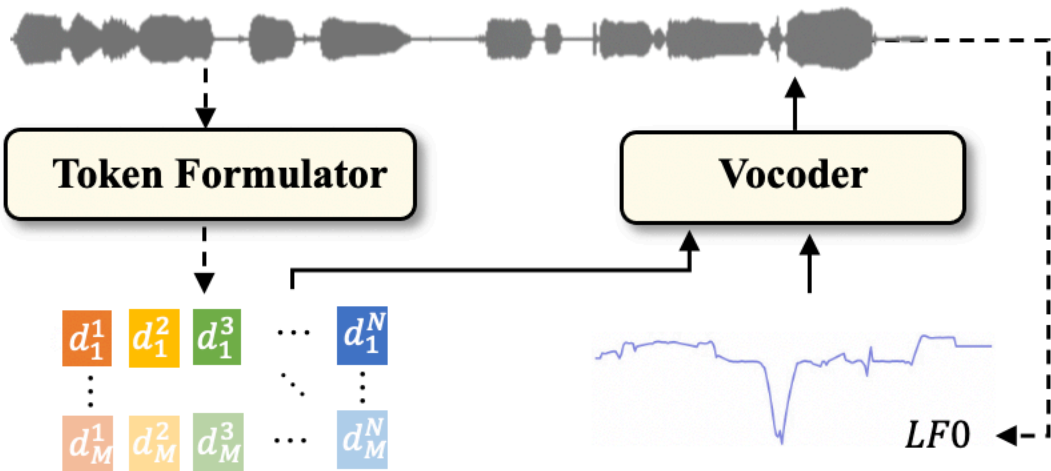 Token Formulator
Vocoder
d_1^1 d_1^2 d_1^3 ⋯ d_1^N
⋮ ⋱ ⋮
d_M^1 d_M^2 d_M^3 ⋯ d_M^N
LF0